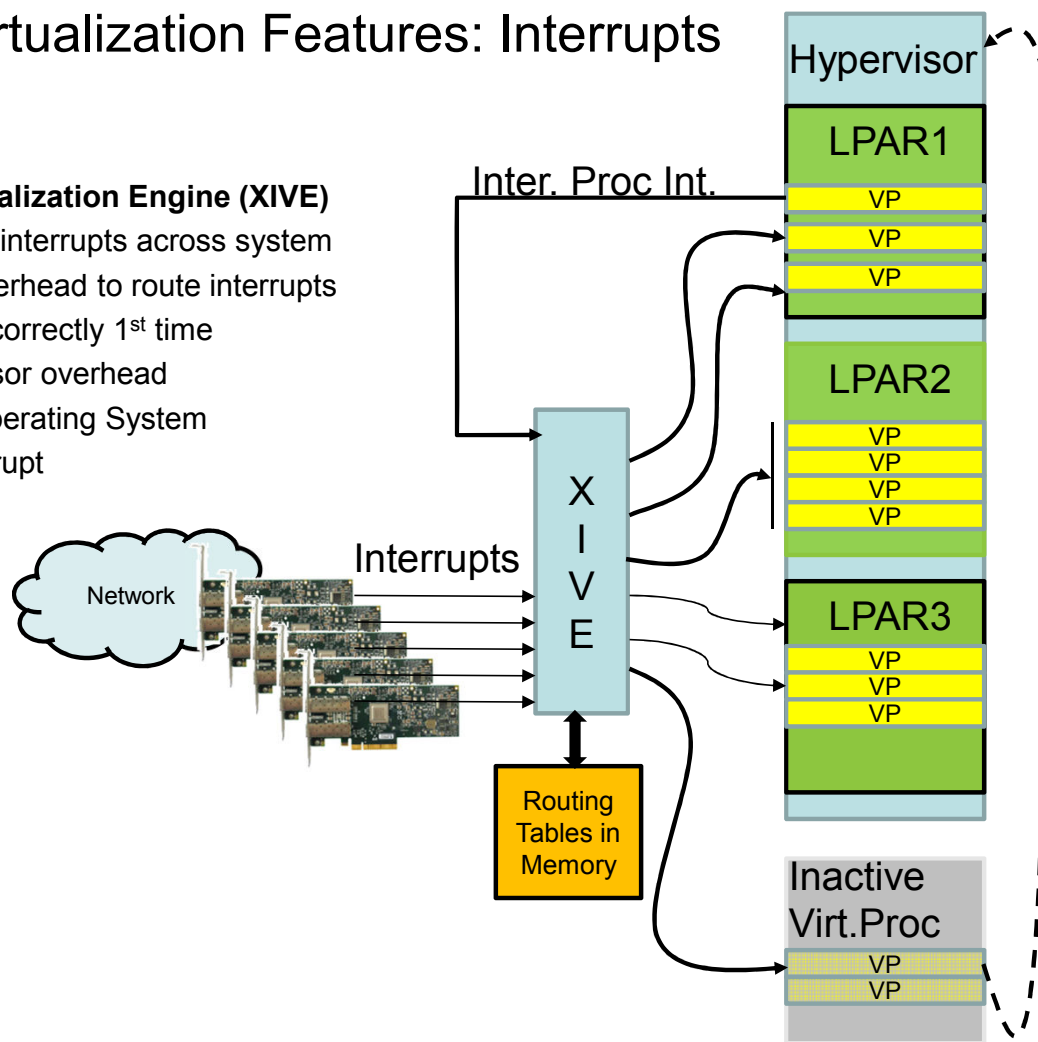 rtualization Features: Interrupts
alization Engine (XIVE)
interrupts across system
erhead to route interrupts
correctly 1st time
sor overhead
perating System
rupt
Network
Interrupts
Inter. Proc Int.
X
I
V
E
Routing
Tables in
Memory
Hypervisor
LPAR1
VP
VP
VP
LPAR2
VP
VP
VP
VP
LPAR3
VP
VP
VP
Inactive
Virt.Proc
VP
VP